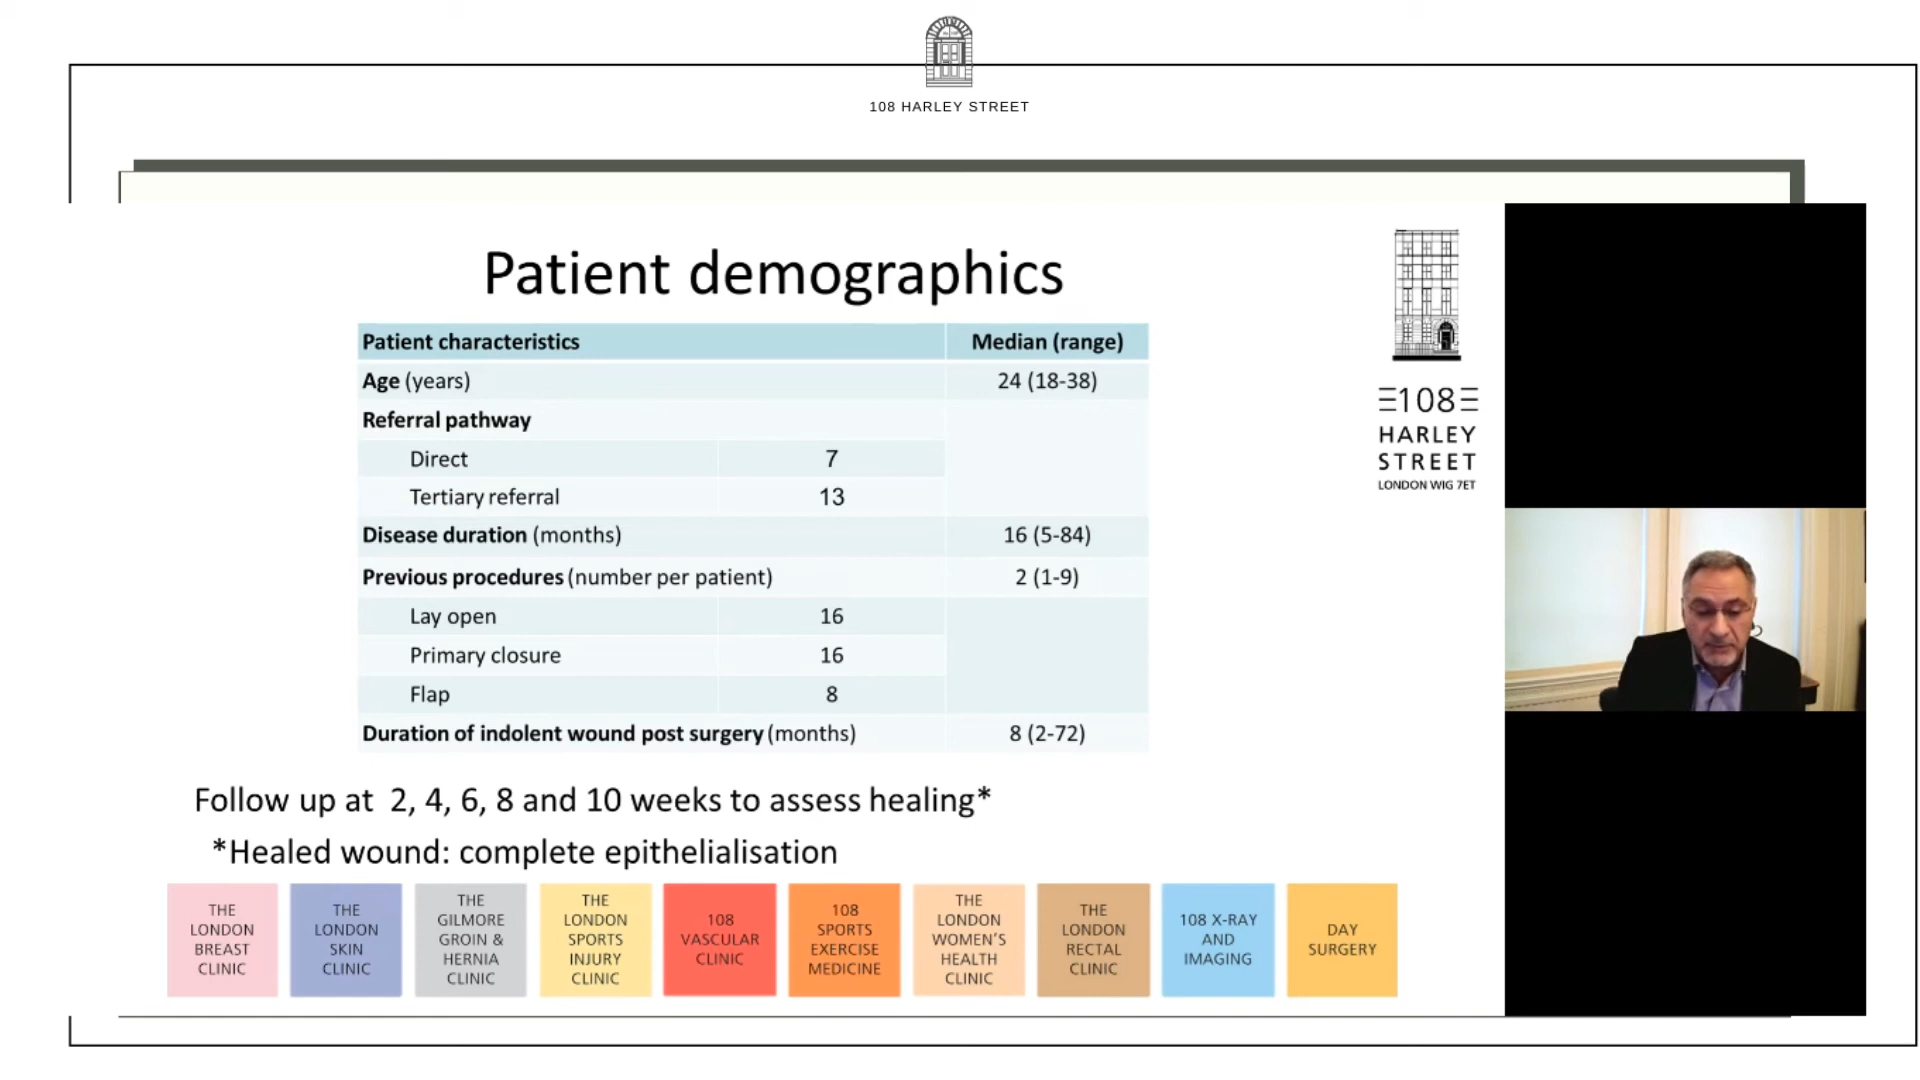 108 HARLEY STREET
Patient demographics
Patient characteristics Median (range)
Age (years) 24 (18-38)
Referral pathway
Direct 7
Tertiary referral 13
Disease duration (months) 16 (5-84)
Previous procedures (number per patient) 2 (1-9)
Lay open 16
Primary closure 16
Flap 8
Duration of indolent wound post surgery (months) 8 (2-72)
108
HARLEY
STREET
LONDON W1G 7ET
Follow up at 2, 4, 6, 8 and 10 weeks to assess healing*
*Healed wound: complete epithelialisation
THE
LONDON
BREAST
CLINIC
THE
LONDON
SKIN
CLINIC
THE
GILMORE
GROIN &
HERNIA
CLINIC
THE
LONDON
SPORTS
INJURY
CLINIC
108
VASCULAR
CLINIC
108
SPORTS
EXERCISE
MEDICINE
THE
LONDON
WOMEN'S
HEALTH
CLINIC
THE
LONDON
RECTAL
CLINIC
108 X-RAY
AND
IMAGING
DAY
SURGERY